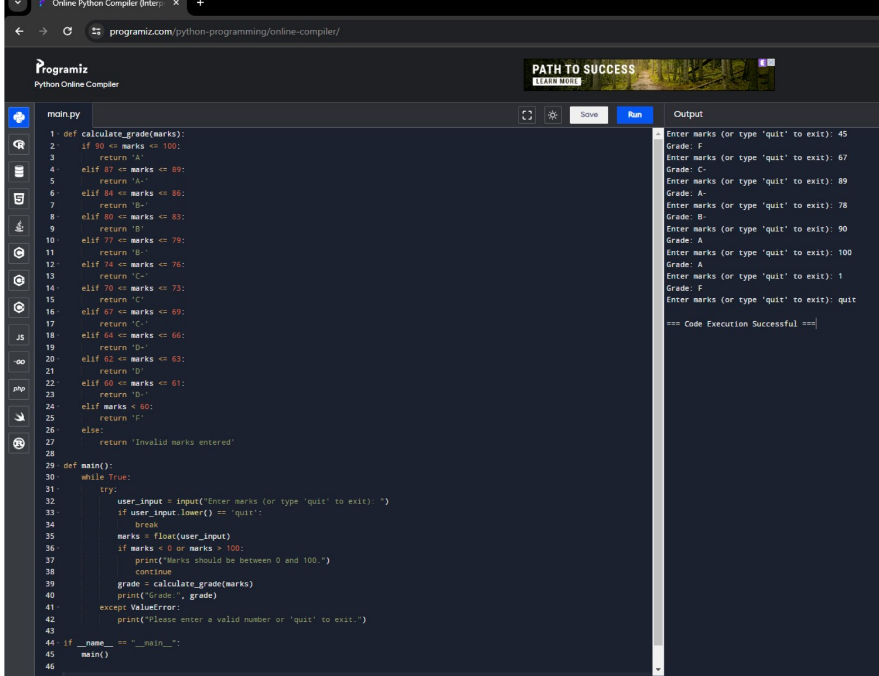 Online Python Compiler (Interp
programiz.com/python-programming/online-compiler/
Programiz
Python Online Compiler
PATH TO SUCCESS
LEARN MORE
main.py
Save
Run
Output
JS
GO
php
1 def calculate_grade(marks):
2     if 90 <= marks <= 100:
3         return 'A'
4     elif 87 <= marks <= 89:
5         return 'A-'
6     elif 84 <= marks <= 86:
7         return 'B+'
8     elif 80 <= marks <= 83:
9         return 'B'
10     elif 77 <= marks <= 79:
11         return 'B-'
12     elif 74 <= marks <= 76:
13         return 'C+'
14     elif 70 <= marks <= 73:
15         return 'C'
16     elif 67 <= marks <= 69:
17         return 'C-'
18     elif 64 <= marks <= 66:
19         return 'D+'
20     elif 62 <= marks <= 63:
21         return 'D'
22     elif 60 <= marks <= 61:
23         return 'D-'
24     elif marks < 60:
25         return 'F'
26     else:
27         return 'Invalid marks entered'
28
29 def main():
30     while True:
31         try:
32             user_input = input("Enter marks (or type 'quit' to exit): ")
33             if user_input.lower() == 'quit':
34                 break
35             marks = float(user_input)
36             if marks < 0 or marks > 100:
37                 print("Marks should be between 0 and 100.")
38                 continue
39             grade = calculate_grade(marks)
40             print("Grade:", grade)
41         except ValueError:
42             print("Please enter a valid number or 'quit' to exit.")
43
44 if __name__ == "__main__":
45     main()
46
Enter marks (or type 'quit' to exit): 45
Grade: F
Enter marks (or type 'quit' to exit): 67
Grade: C-
Enter marks (or type 'quit' to exit): 89
Grade: A-
Enter marks (or type 'quit' to exit): 78
Grade: B-
Enter marks (or type 'quit' to exit): 90
Grade: A
Enter marks (or type 'quit' to exit): 100
Grade: A
Enter marks (or type 'quit' to exit): 1
Grade: F
Enter marks (or type 'quit' to exit): quit
=== Code Execution Successful ===